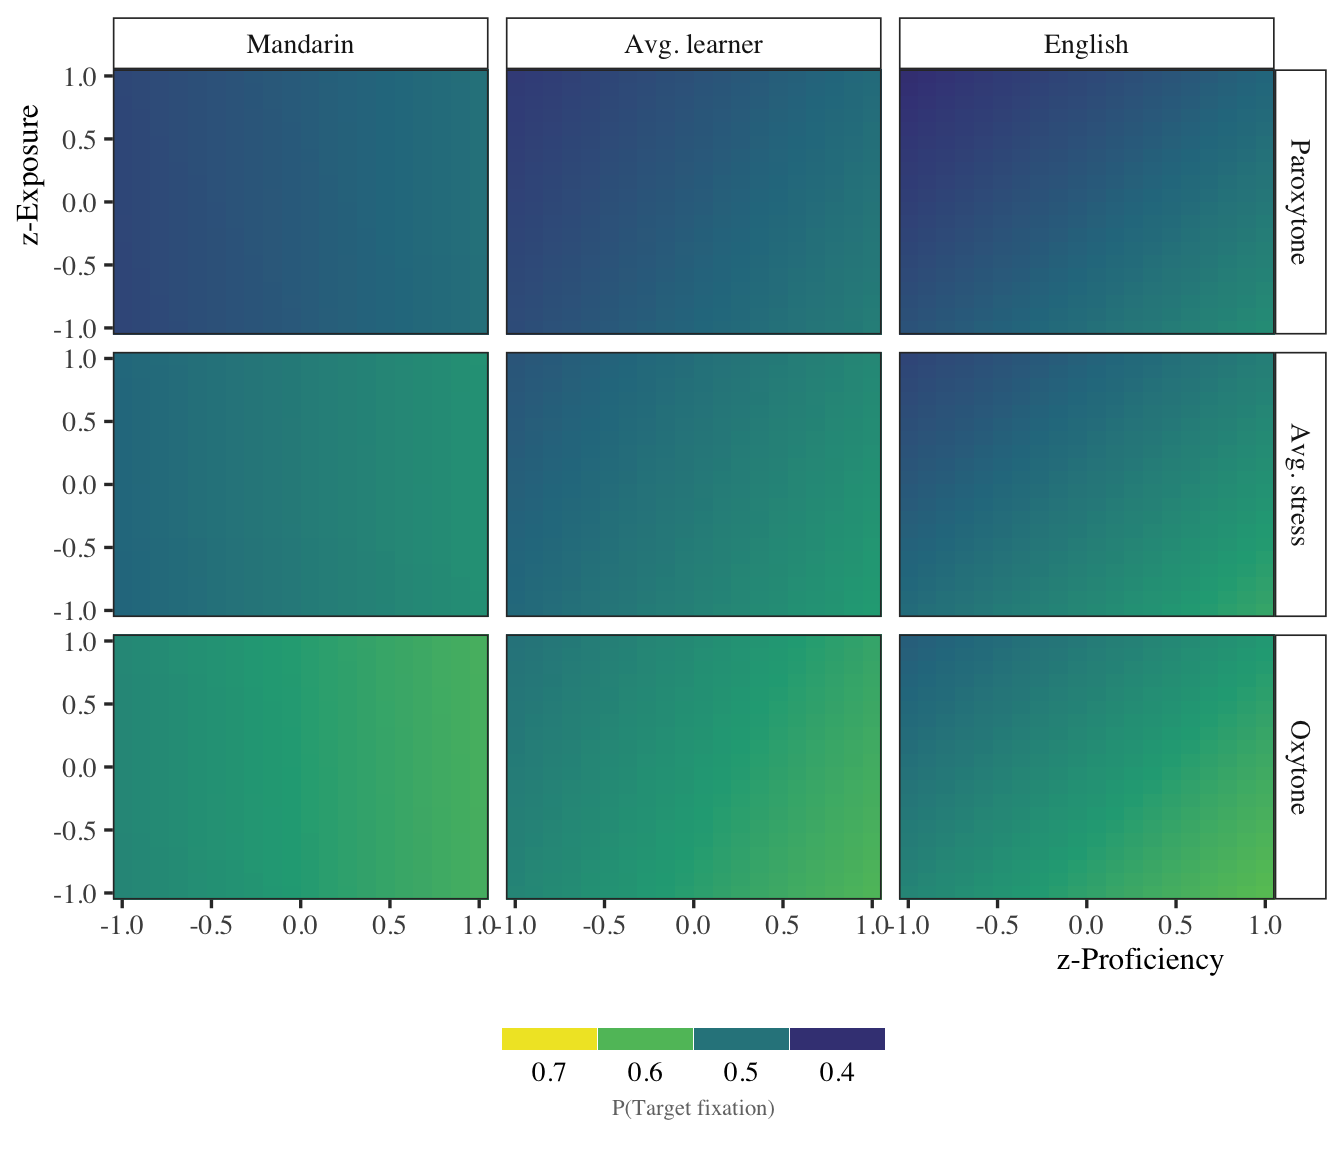 Mandarin Avg. learner English
z-Exposure
1.0
0.5
0.0
-0.5
-1.0
Paroxytone
1.0
0.5
0.0
-0.5
-1.0
Avg. stress
1.0
0.5
0.0
-0.5
-1.0
Oxytone
-1.0 -0.5 0.0 0.5 1.0 -1.0 -0.5 0.0 0.5 1.0 -1.0 -0.5 0.0 0.5 1.0
z-Proficiency
0.7 0.6 0.5 0.4
P(Target fixation)